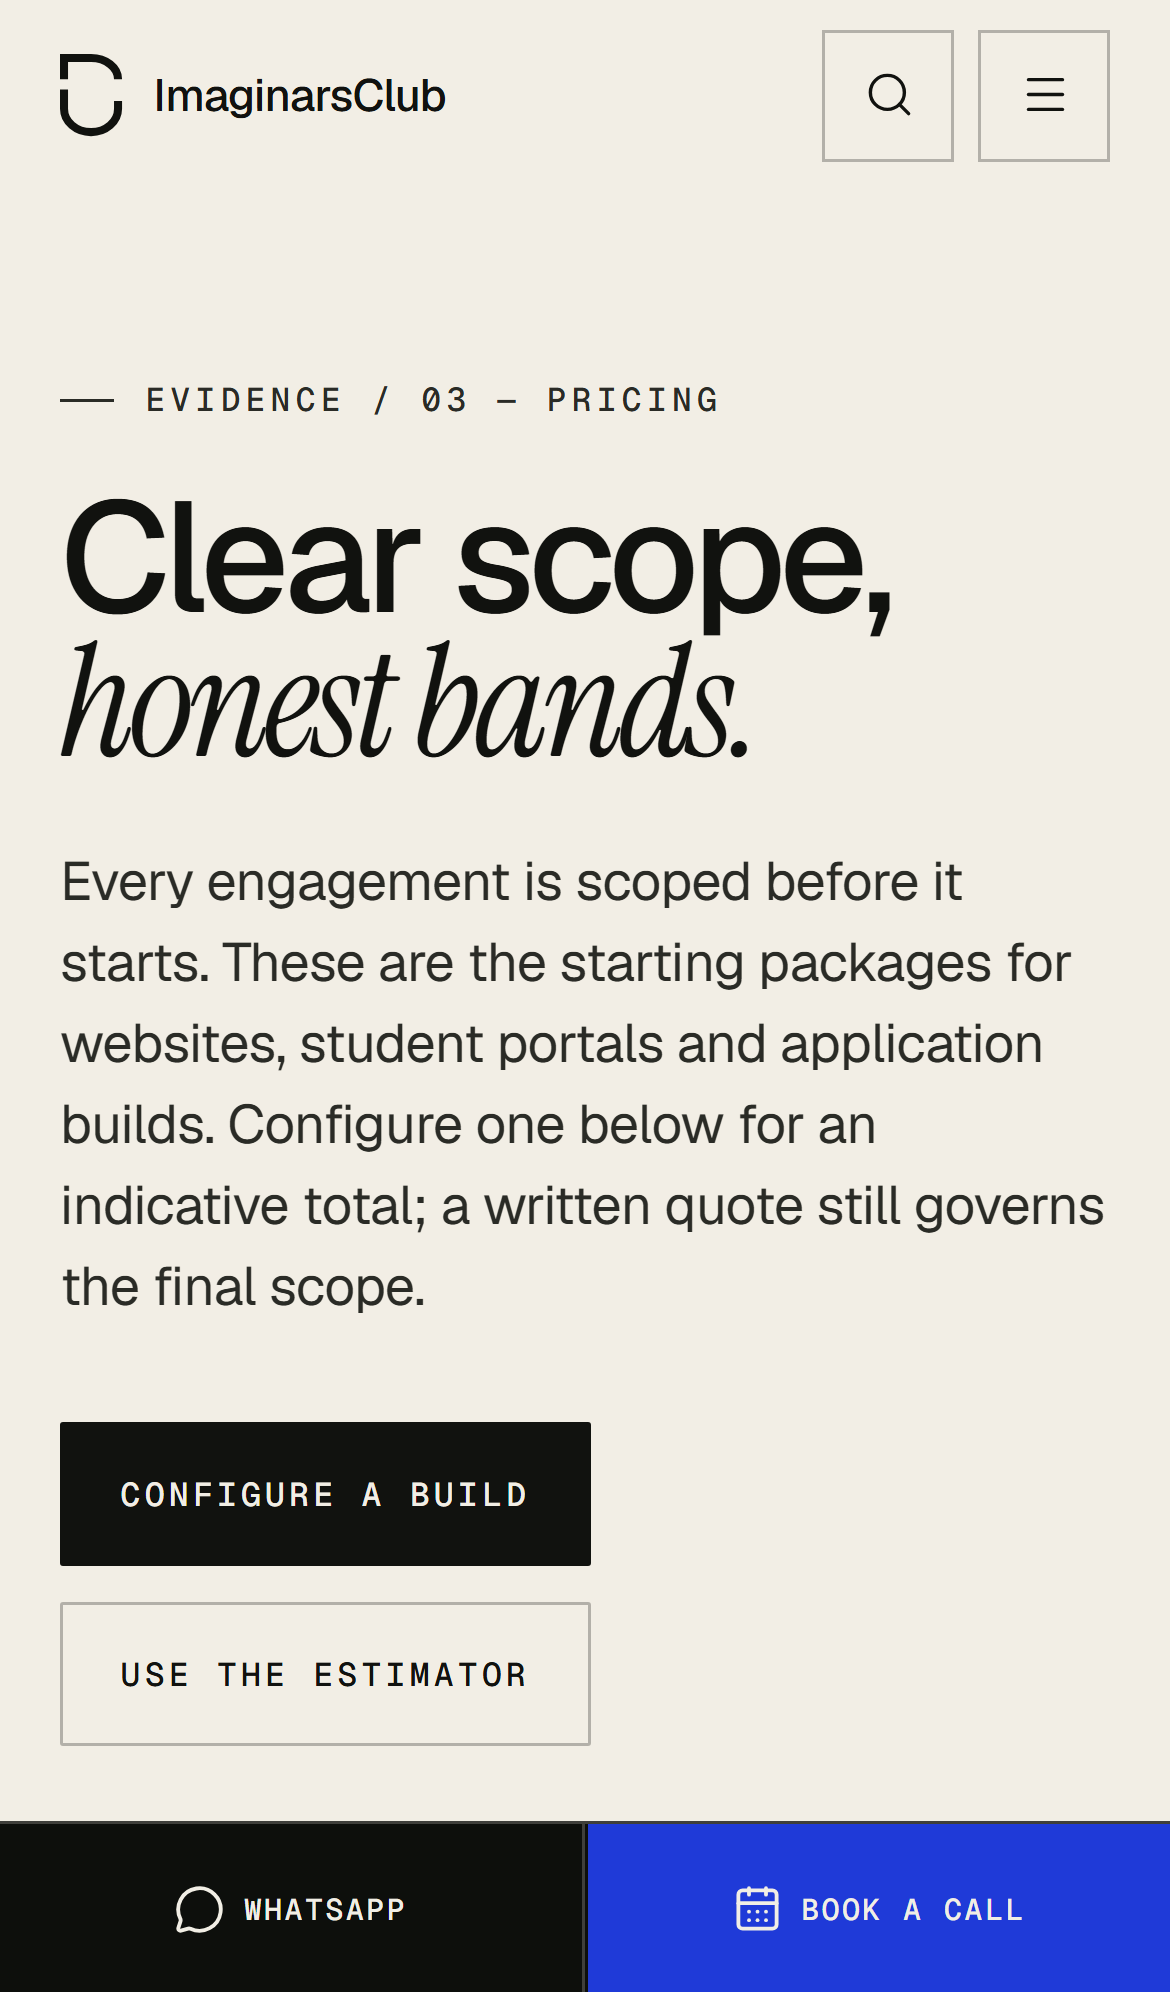 ImaginarsClub
EVIDENCE / 03 — PRICING
Clear scope,
honest bands.
Every engagement is scoped before it
starts. These are the starting packages for
websites, student portals and application
builds. Configure one below for an
indicative total; a written quote still governs
the final scope.
CONFIGURE A BUILD
USE THE ESTIMATOR
WHATSAPP
BOOK A CALL